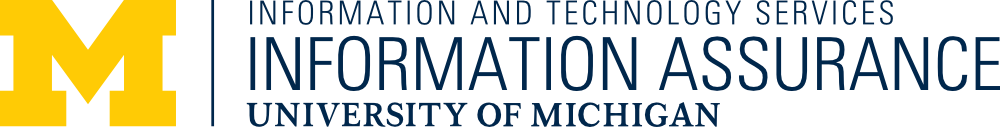 M
INFORMATION AND TECHNOLOGY SERVICES
INFORMATION ASSURANCE
UNIVERSITY OF MICHIGAN